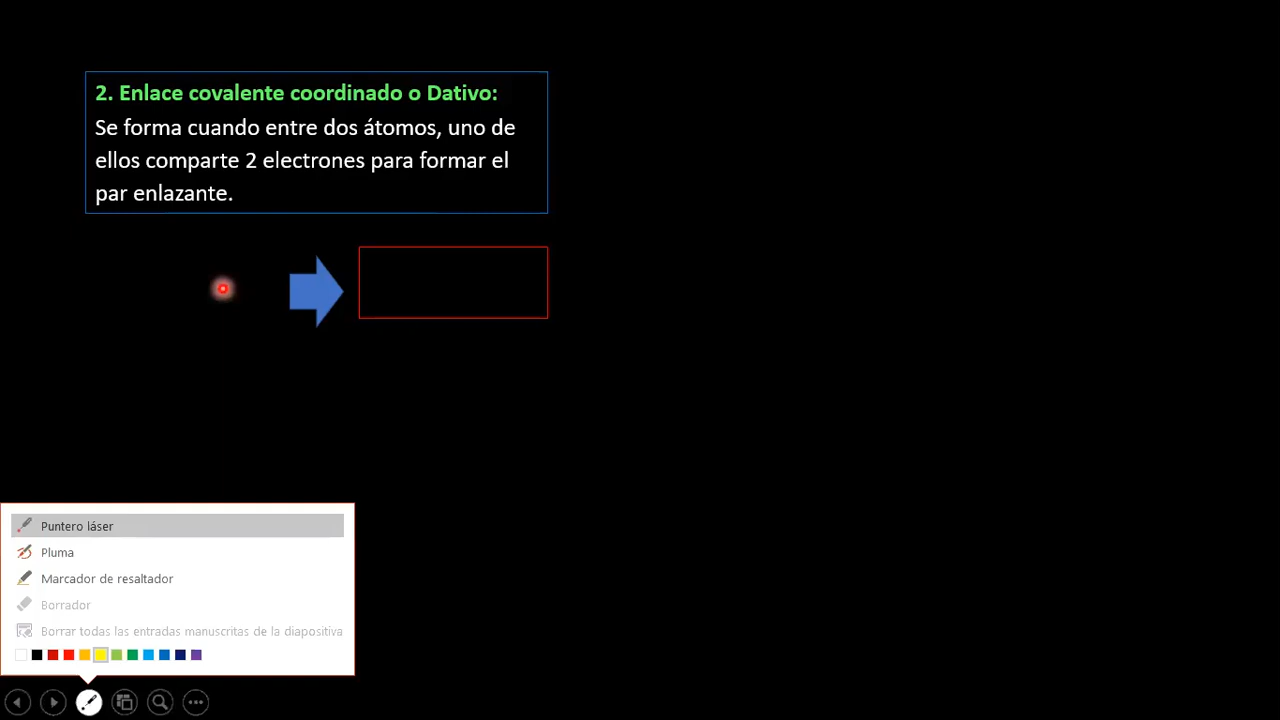 2. Enlace covalente coordinado o Dativo:
Se forma cuando entre dos átomos, uno de
ellos comparte 2 electrones para formar el
par enlazante.
Puntero láser
Pluma
Marcador de resaltador
Borrador
Borrar todas las entradas manuscritas de la diapositiva